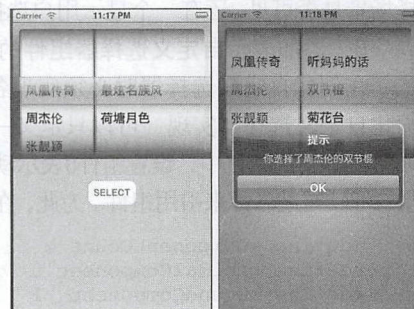 Carrier 11:17 PM
凤凰传奇 最炫名族风
周杰伦 荷塘月色
张靓颖
SELECT
Carrier 11:18 PM
凤凰传奇 听妈妈的话
周杰伦 双节棍
张靓颖 菊花台
提示
你选择了周杰伦的双节棍
OK